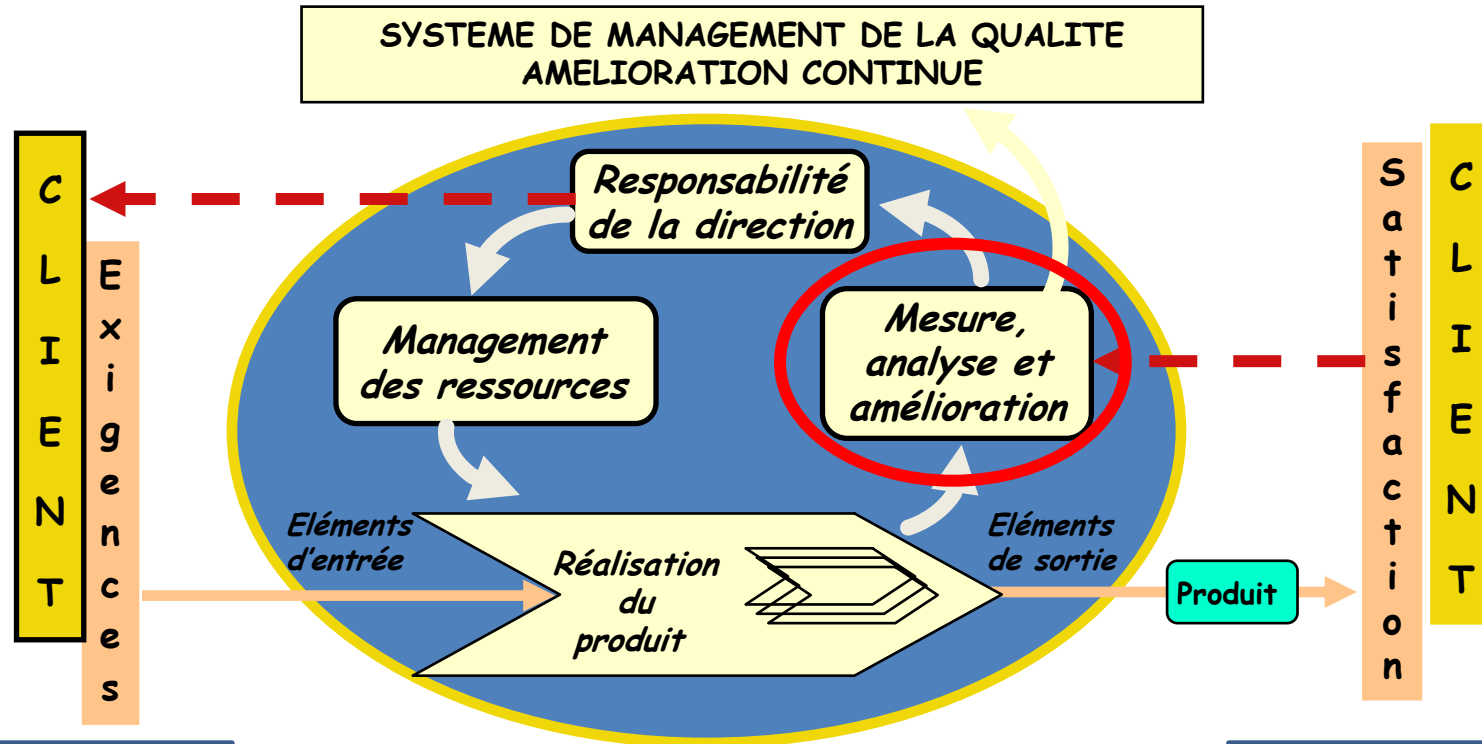 SYSTEME DE MANAGEMENT DE LA QUALITE
AMELIORATION CONTINUE
CLIENT
Exigences
Responsabilité
de la direction
Management
des ressources
Mesure,
analyse et
amélioration
Eléments
d'entrée
Réalisation
du
produit
Eléments
de sortie
Produit
Satisfaction
CLIENT